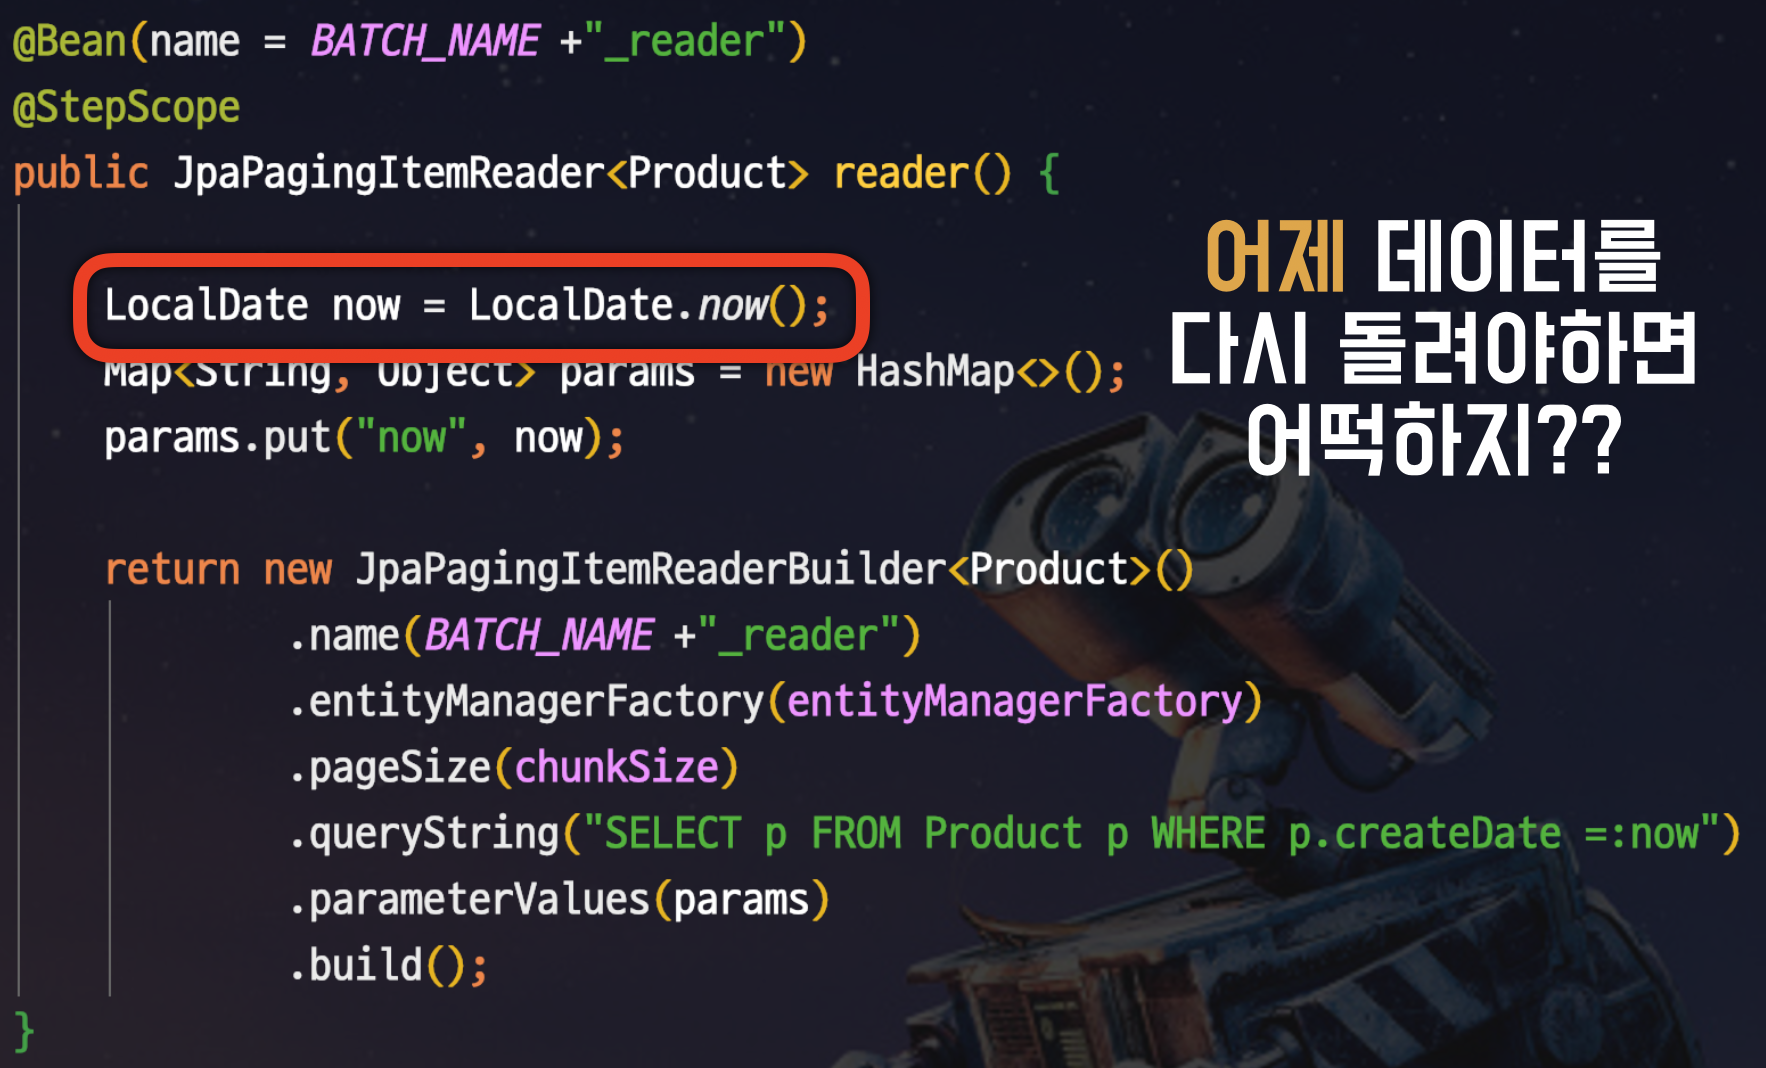 @Bean(name = BATCH_NAME +"_reader")
@StepScope
public JpaPagingItemReader<Product> reader() {
LocalDate now = LocalDate.now();
Map<String, Object> params = new HashMap<>();
params.put("now", now);
return new JpaPagingItemReaderBuilder<Product>()
.name(BATCH_NAME +"_reader")
.entityManagerFactory(entityManagerFactory)
.pageSize(chunkSize)
.queryString("SELECT p FROM Product p WHERE p.createDate =:now")
.parameterValues(params)
.build();
}
어제 데이터를
다시 돌려야하면
어떡하지??